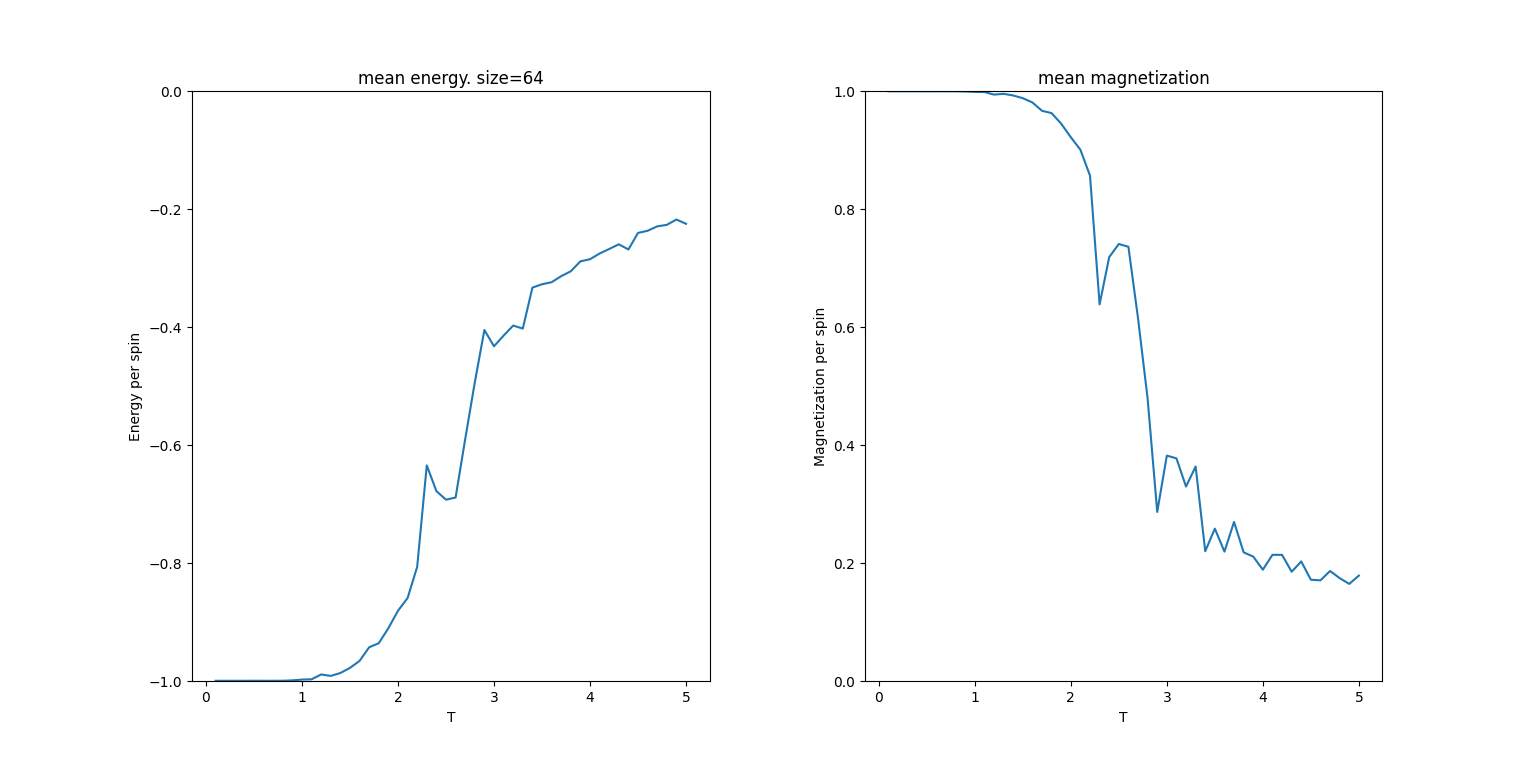 mean energy. size=64
Energy per spin
0.0
−0.2
−0.4
−0.6
−0.8
−1.0
0 1 2 3 4 5
T
mean magnetization
Magnetization per spin
1.0
0.8
0.6
0.4
0.2
0.0
0 1 2 3 4 5
T